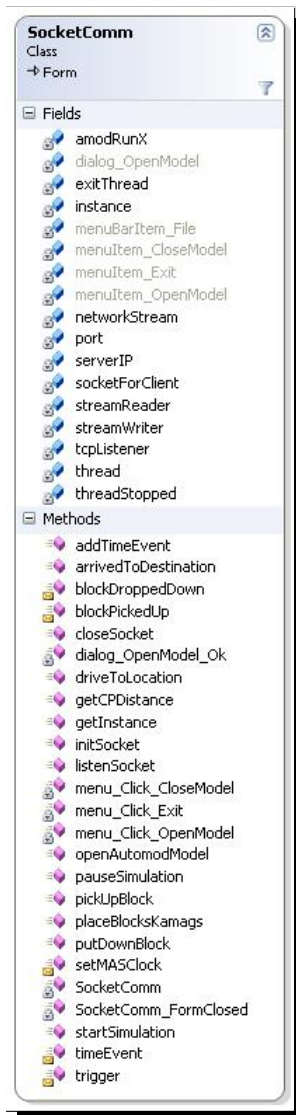 SocketComm
Class
Form
Fields
amodRunX
dialog_OpenModel
exitThread
instance
menuBarItem_File
menuItem_CloseModel
menuItem_Exit
menuItem_OpenModel
networkStream
port
serverIP
socketForClient
streamReader
streamWriter
tcpListener
thread
threadStopped
Methods
addTimeEvent
arrivedToDestination
blockDroppedDown
blockPickedUp
closeSocket
dialog_OpenModel_Ok
driveToLocation
getCPDistance
getInstance
initSocket
listenSocket
menu_Click_CloseModel
menu_Click_Exit
menu_Click_OpenModel
openAutomodModel
pauseSimulation
pickUpBlock
placeBlocksKamags
putDownBlock
setMASClock
SocketComm
SocketComm_FormClosed
startSimulation
timeEvent
trigger